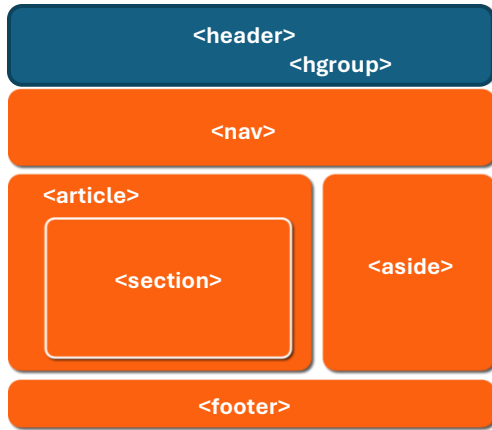 <header>
<hgroup>
<nav>
<article>
<section>
<aside>
<footer>